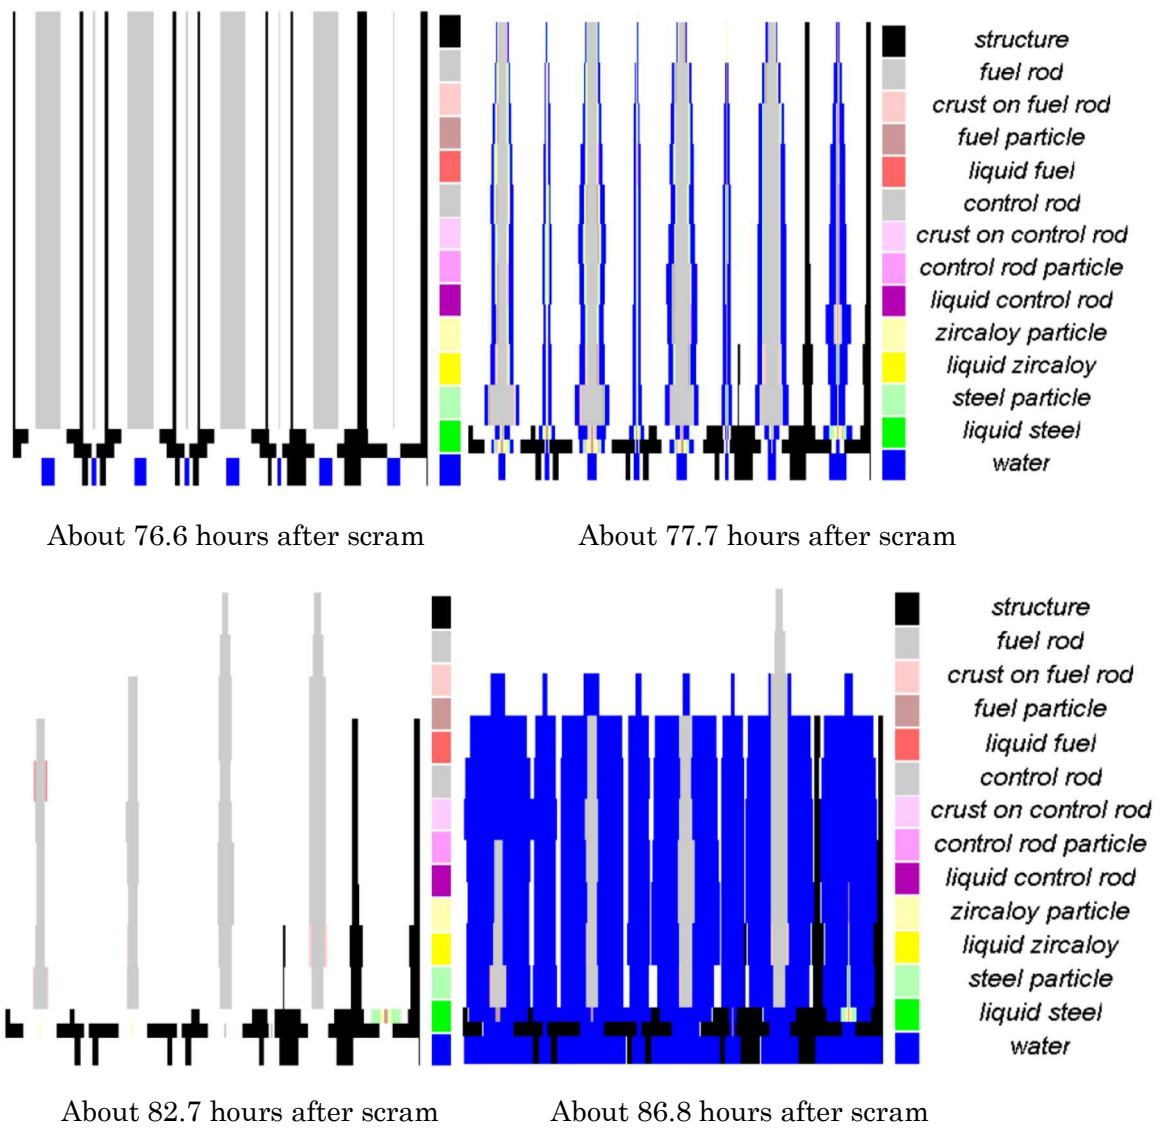 structure
fuel rod
crust on fuel rod
fuel particle
liquid fuel
control rod
crust on control rod
control rod particle
liquid control rod
zircaloy particle
liquid zircaloy
steel particle
liquid steel
water
About 76.6 hours after scram
About 77.7 hours after scram
structure
fuel rod
crust on fuel rod
fuel particle
liquid fuel
control rod
crust on control rod
control rod particle
liquid control rod
zircaloy particle
liquid zircaloy
steel particle
liquid steel
water
About 82.7 hours after scram
About 86.8 hours after scram